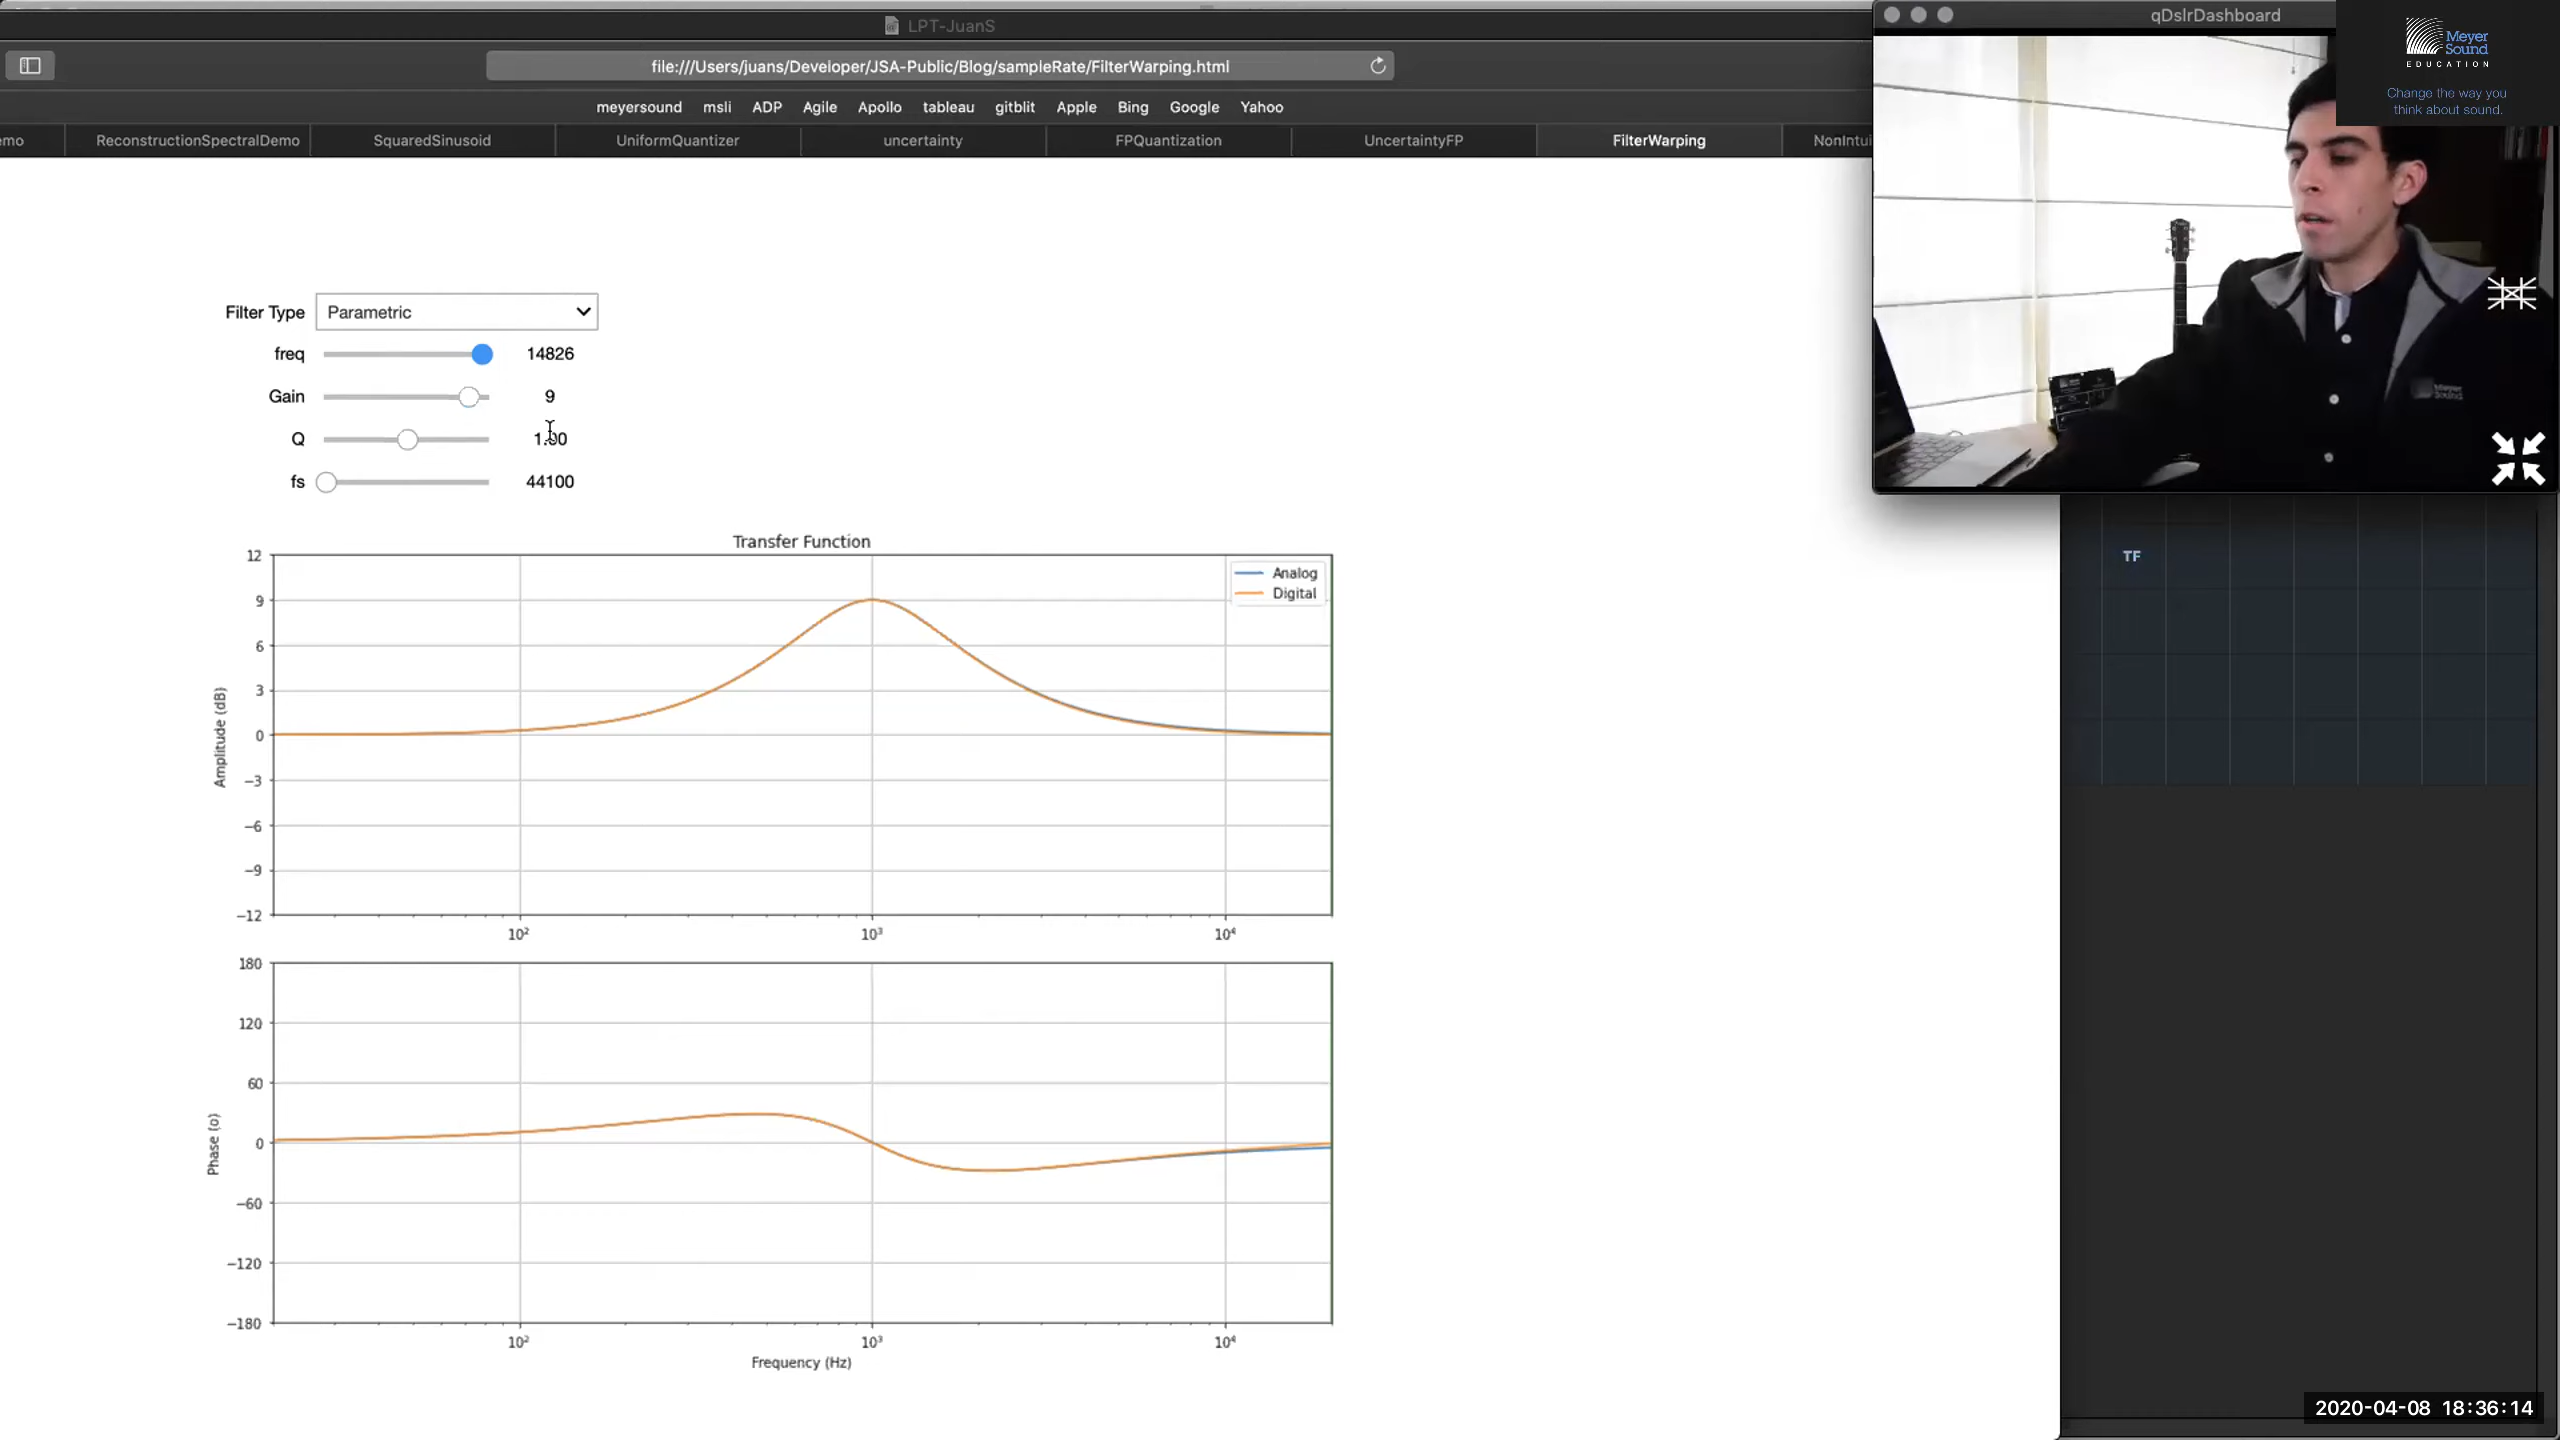 LPT-JuanS
file:///Users/juans/Developer/JSA-Public/Blog/sampleRate/FilterWarping.html
meyersound msli ADP Agile Apollo tableau gitblit Apple Bing Google Yahoo
emo ReconstructionSpectralDemo SquaredSinusoid UniformQuantizer uncertainty FPQuantization UncertaintyFP FilterWarping NonIntui
qDslrDashboard
Meyer
Sound
EDUCATION
Change the way you
think about sound.
Filter Type Parametric
freq 14826
Gain 9
Q
fs 44100
Transfer Function
Analog
Digital
12
9
6
3
0
−3
−6
−9
−12
Amplitude (dB)
10² 10³ 10⁴
180
120
60
0
−60
−120
−180
Phase (o)
10² 10³ 10⁴
Frequency (Hz)
TF
2020-04-08 18:36:14